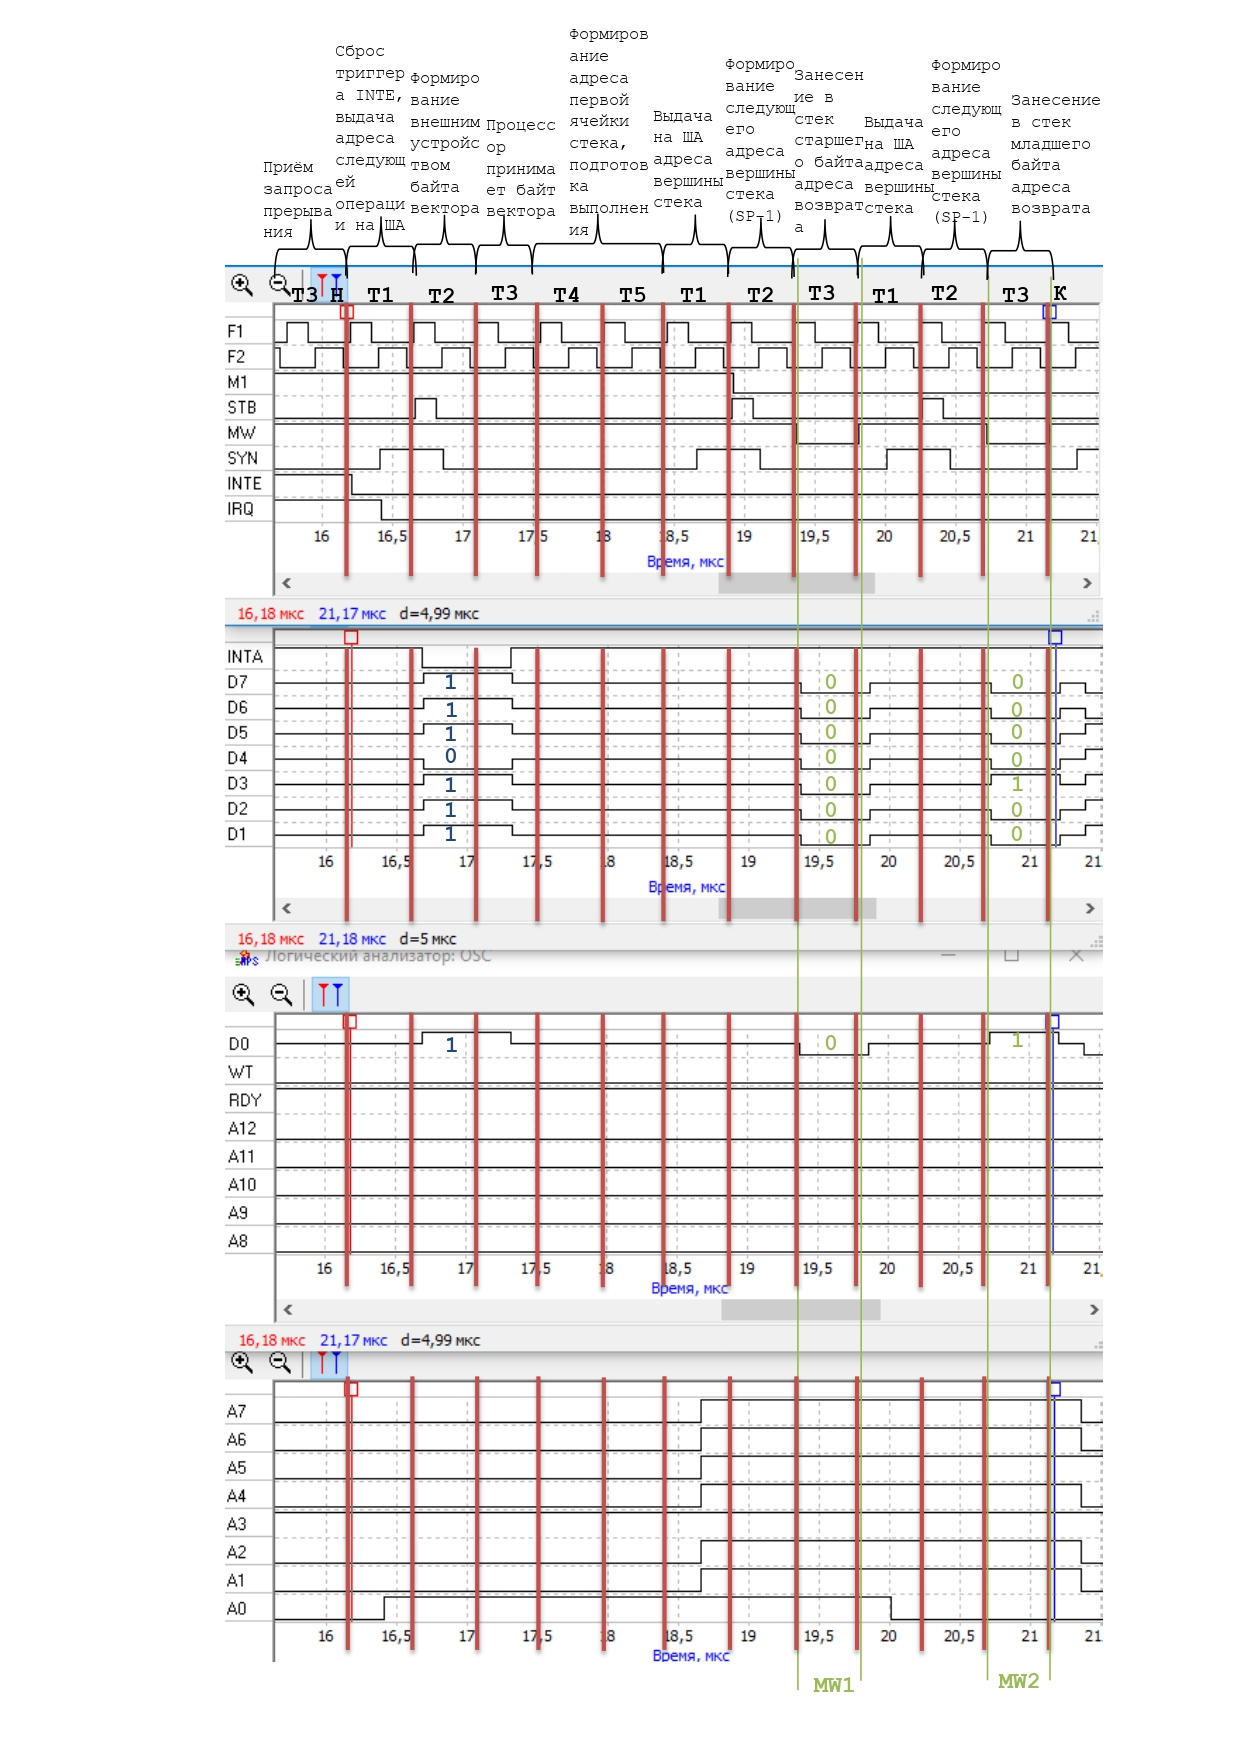 Приём
запроса
прерыва
ния
Сброс
триггер
а INTE,
выдача
адреса
следующ
ей
операци
и на ША
Формиро
вание
внешним
устройс
твом
байта
вектора
Процесс
ор
принима
ет байт
вектора
Формиров
ание
адреса
первой
ячейки
стека,
подготов
ка
выполнен
ия
Выдача
на ША
адреса
вершины
стека
Формиро
вание
следующ
его
адреса
вершины
стека
(SP-1)
Занесен
ие в
стек
старшег
о байта
адреса
возврат
а
Выдача
на ША
адреса
вершины
стека
Формиро
вание
следующ
его
адреса
вершины
стека
(SP-1)
Занесение
в стек
младшего
байта
адреса
возврата
T3 Н T1 T2 T3 T4 T5 T1 T2 T3 T1 T2 T3 К
F1
F2
M1
STB
MW
SYN
INTE
IRQ
16 16,5 17 17,5 18 18,5 19 19,5 20 20,5 21 21,
Время, мкс
16,18 мкс 21,17 мкс d=4,99 мкс
INTA
D7 1 0 0
D6 1 0 0
D5 1 0 0
D4 0 0 0
D3 1 0 1
D2 1 0 0
D1 1 0 0
16 16,5 17 17,5 18 18,5 19 19,5 20 20,5 21 21
Время, мкс
16,18 мкс 21,18 мкс d=5 мкс
Логический анализатор: OSC
D0 1 0 1
WT
RDY
A12
A11
A10
A9
A8
16 16,5 17 17,5 18 18,5 19 19,5 20 20,5 21 21,
Время, мкс
16,18 мкс 21,17 мкс d=4,99 мкс
A7
A6
A5
A4
A3
A2
A1
A0
16 16,5 17 17,5 18 18,5 19 19,5 20 20,5 21 21
Время, мкс
MW1 MW2